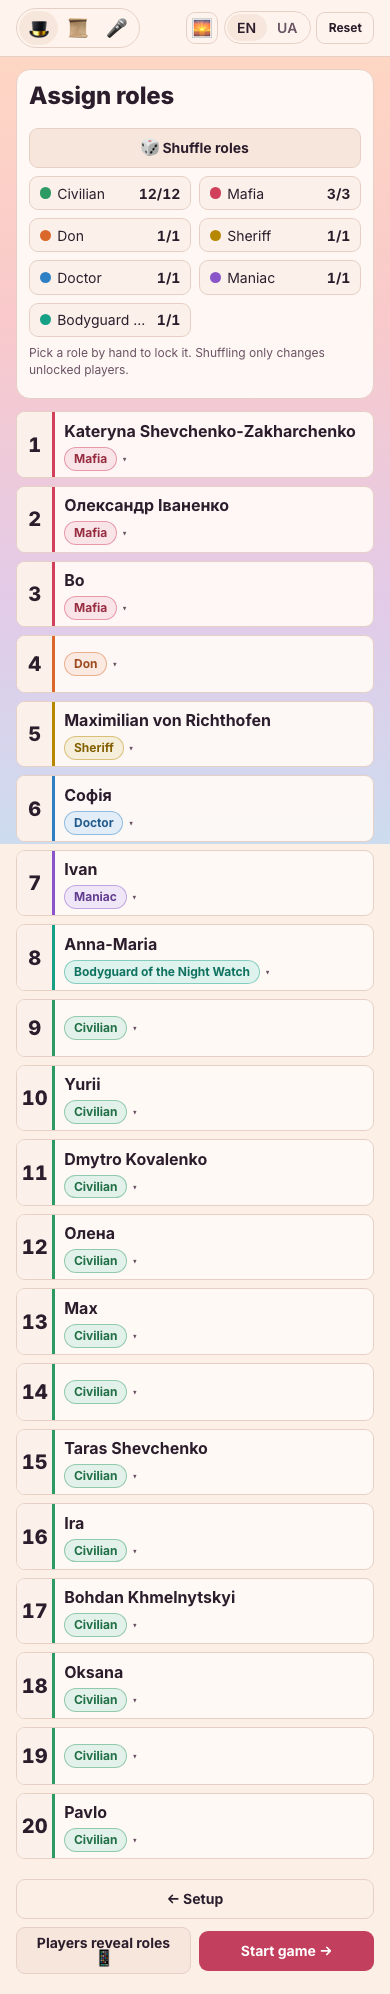 EN UA Reset
Assign roles
Shuffle roles
Civilian 12/12
Mafia 3/3
Don 1/1
Sheriff 1/1
Doctor 1/1
Maniac 1/1
Bodyguard ... 1/1
Pick a role by hand to lock it. Shuffling only changes
unlocked players.
1
Kateryna Shevchenko-Zakharchenko
Mafia
2
Олександр Іваненко
Mafia
3
Bo
Mafia
4
Don
5
Maximilian von Richthofen
Sheriff
6
Софія
Doctor
7
Ivan
Maniac
8
Anna-Maria
Bodyguard of the Night Watch
9
Civilian
10
Yurii
Civilian
11
Dmytro Kovalenko
Civilian
12
Олена
Civilian
13
Max
Civilian
14
Civilian
15
Taras Shevchenko
Civilian
16
Ira
Civilian
17
Bohdan Khmelnytskyi
Civilian
18
Oksana
Civilian
19
Civilian
20
Pavlo
Civilian
← Setup
Players reveal roles
Start game →